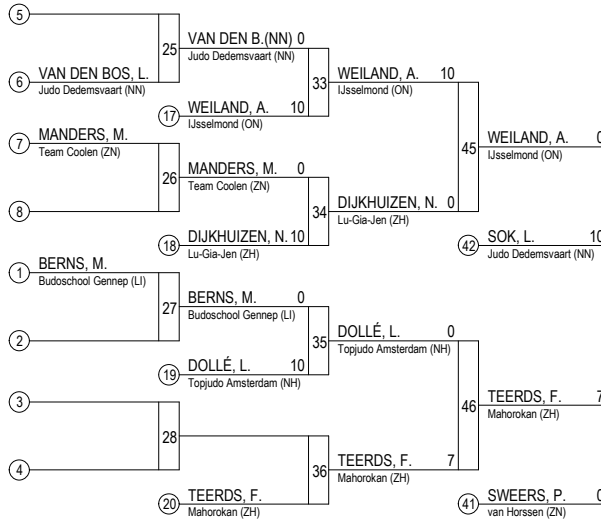 5
25
VAN DEN B.(NN) 0
Judo Dedemsvaart (NN)
6
VAN DEN BOS, L.
Judo Dedemsvaart (NN)
33
WEILAND, A. 10
IJsselmond (ON)
17
WEILAND, A. 10
IJsselmond (ON)
7
MANDERS, M.
Team Coolen (ZN)
45
WEILAND, A. 0
IJsselmond (ON)
26
MANDERS, M. 0
Team Coolen (ZN)
8
34
DIJKHUIZEN, N. 0
Lu-Gia-Jen (ZH)
18
DIJKHUIZEN, N. 10
Lu-Gia-Jen (ZH)
42
SOK, L. 10
Judo Dedemsvaart (NN)
1
BERNS, M.
Budoschool Gennep (LI)
27
BERNS, M. 0
Budoschool Gennep (LI)
2
35
DOLLÉ, L. 0
Topjudo Amsterdam (NH)
19
DOLLÉ, L. 10
Topjudo Amsterdam (NH)
3
46
TEERDS, F. 7
Mahorokan (ZH)
28
4
36
TEERDS, F. 7
Mahorokan (ZH)
20
TEERDS, F.
Mahorokan (ZH)
41
SWEERS, P. 0
van Horssen (ZN)